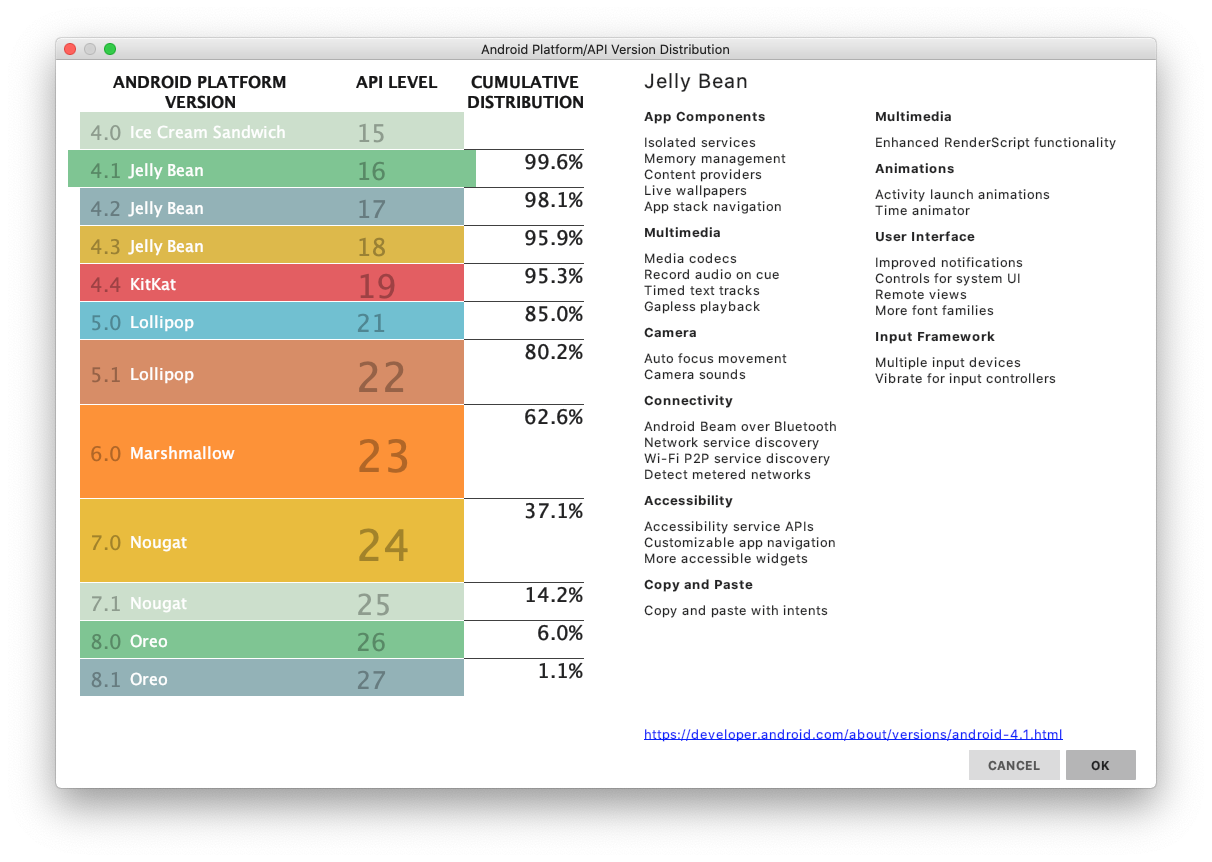 Android Platform/API Version Distribution
ANDROID PLATFORM
VERSION
API LEVEL
CUMULATIVE
DISTRIBUTION
4.0 Ice Cream Sandwich 15
99.6%
4.1 Jelly Bean 16
98.1%
4.2 Jelly Bean 17
95.9%
4.3 Jelly Bean 18
95.3%
4.4 KitKat 19
85.0%
5.0 Lollipop 21
80.2%
5.1 Lollipop 22
62.6%
6.0 Marshmallow 23
37.1%
7.0 Nougat 24
14.2%
7.1 Nougat 25
6.0%
8.0 Oreo 26
1.1%
8.1 Oreo 27
Jelly Bean
App Components
Isolated services
Memory management
Content providers
Live wallpapers
App stack navigation
Multimedia
Media codecs
Record audio on cue
Timed text tracks
Gapless playback
Camera
Auto focus movement
Camera sounds
Connectivity
Android Beam over Bluetooth
Network service discovery
Wi-Fi P2P service discovery
Detect metered networks
Accessibility
Accessibility service APIs
Customizable app navigation
More accessible widgets
Copy and Paste
Copy and paste with intents
Multimedia
Enhanced RenderScript functionality
Animations
Activity launch animations
Time animator
User Interface
Improved notifications
Controls for system UI
Remote views
More font families
Input Framework
Multiple input devices
Vibrate for input controllers
https://developer.android.com/about/versions/android-4.1.html
CANCEL
OK